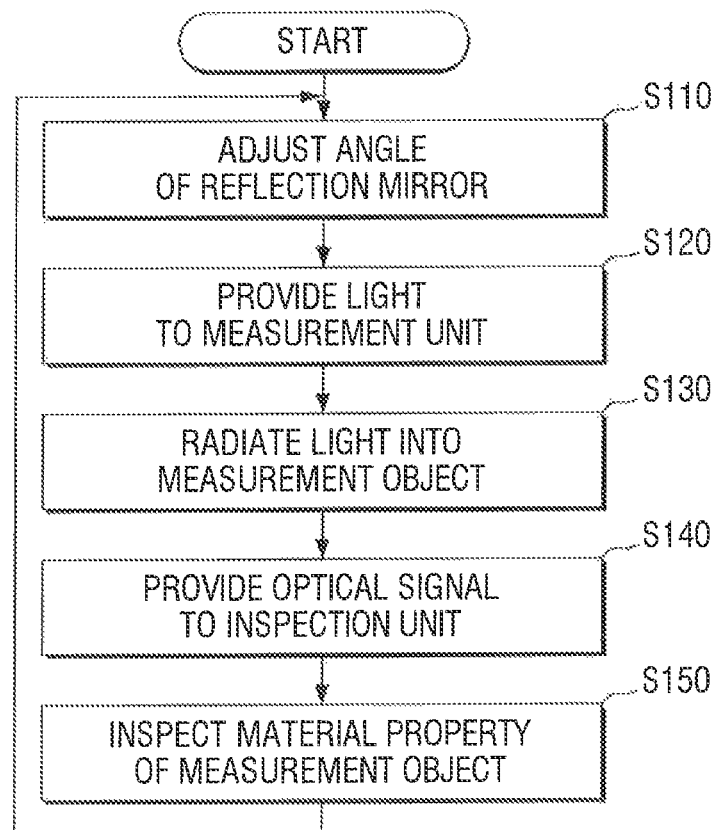 START
S110
ADJUST ANGLE
OF REFLECTION MIRROR
S120
PROVIDE LIGHT
TO MEASUREMENT UNIT
S130
RADIATE LIGHT INTO
MEASUREMENT OBJECT
S140
PROVIDE OPTICAL SIGNAL
TO INSPECTION UNIT
S150
INSPECT MATERIAL PROPERTY
OF MEASUREMENT OBJECT